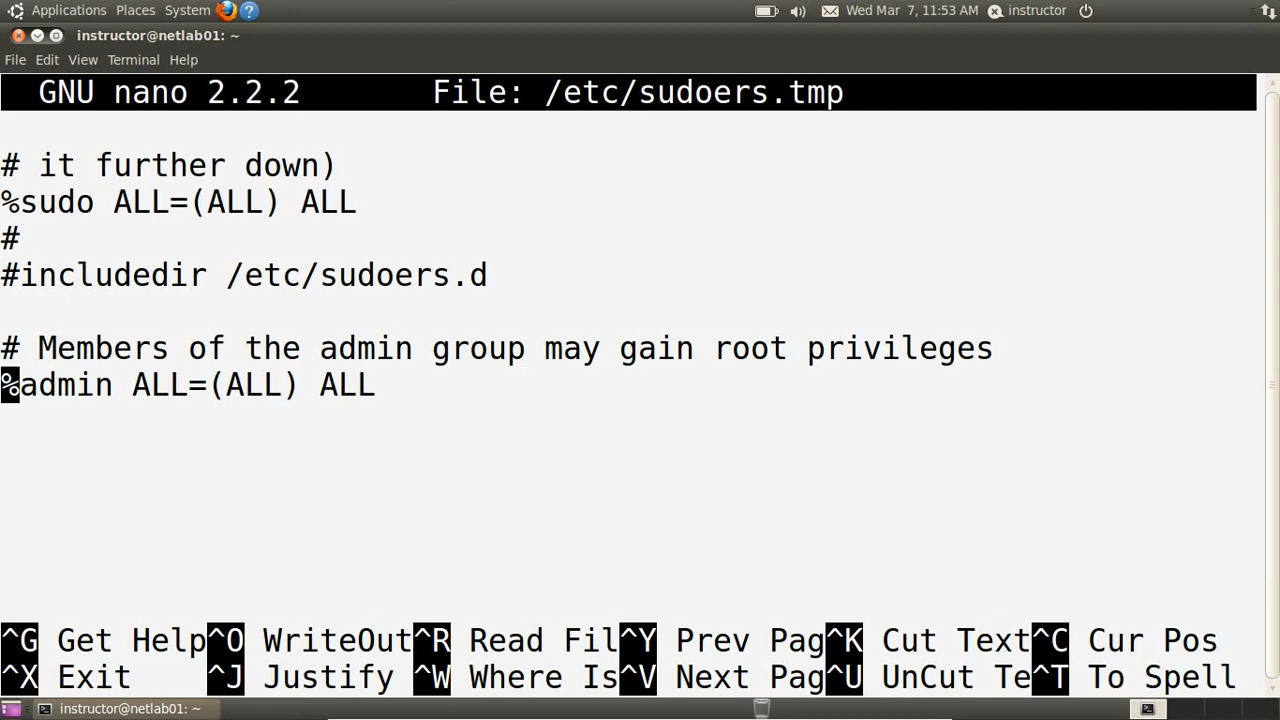 Applications Places System Wed Mar 7, 11:53 AM instructor
instructor@netlab01: ~
File Edit View Terminal Help
GNU nano 2.2.2 File: /etc/sudoers.tmp
# it further down)
%sudo ALL=(ALL) ALL
#
#includedir /etc/sudoers.d
# Members of the admin group may gain root privileges
%admin ALL=(ALL) ALL
^G Get Help ^O WriteOut ^R Read Fil ^Y Prev Pag ^K Cut Text ^C Cur Pos
^X Exit ^J Justify ^W Where Is ^V Next Pag ^U UnCut Te ^T To Spell
instructor@netlab01: ~